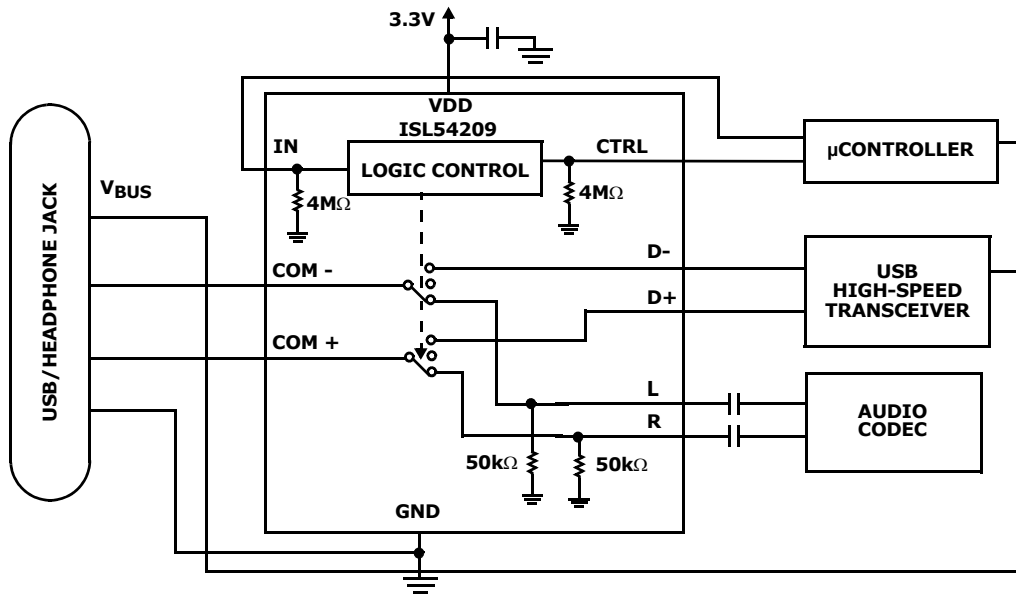 3.3V
VDD
ISL54209
IN
LOGIC CONTROL
CTRL
µCONTROLLER
4MΩ
4MΩ
USB/HEADPHONE JACK
VBUS
COM -
COM +
D-
D+
USB
HIGH-SPEED
TRANSCEIVER
L
R
AUDIO
CODEC
50kΩ
50kΩ
GND